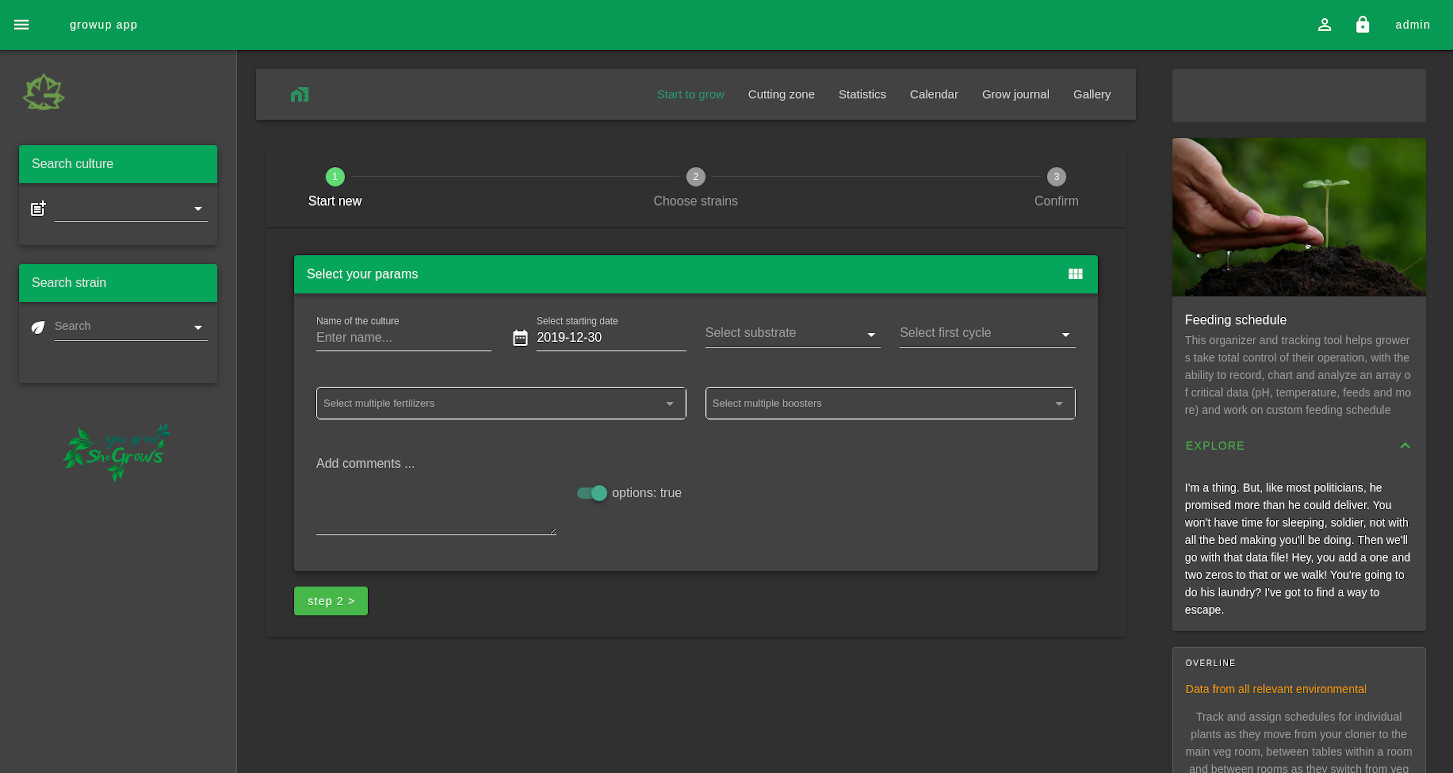 growup app
admin
Start to grow
Cutting zone
Statistics
Calendar
Grow journal
Gallery
Search culture
Search strain
Search
She Grows
1
2
3
Start new
Choose strains
Confirm
Select your params
Name of the culture
Enter name...
Select starting date
2019-12-30
Select substrate
Select first cycle
Select multiple fertilizers
Select multiple boosters
Add comments ...
options: true
step 2 >
Feeding schedule
This organizer and tracking tool helps grower
s take total control of their operation, with the
ability to record, chart and analyze an array o
f critical data (pH, temperature, feeds and mo
re) and work on custom feeding schedule
EXPLORE
I'm a thing. But, like most politicians, he
promised more than he could deliver. You
won't have time for sleeping, soldier, not with
all the bed making you'll be doing. Then we'll
go with that data file! Hey, you add a one and
two zeros to that or we walk! You're going to
do his laundry? I've got to find a way to
escape.
OVERLINE
Data from all relevant environmental
Track and assign schedules for individual
plants as they move from your cloner to the
main veg room, between tables within a room
and between rooms as they switch from veg